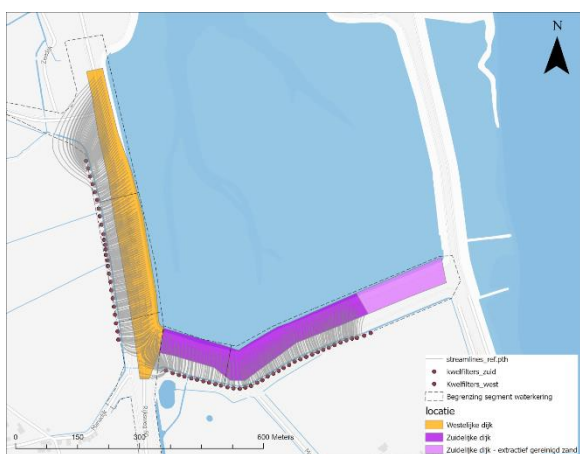 N
streamlines_ref.pth
kwelfilters_zuid
Kwelfilters_west
Begrenzing segment waterkering
locatie
Westelijke dijk
Zuidelijke dijk
Zuidelijke dijk - extractief gereinigd zand
0 150 300 600 Meters